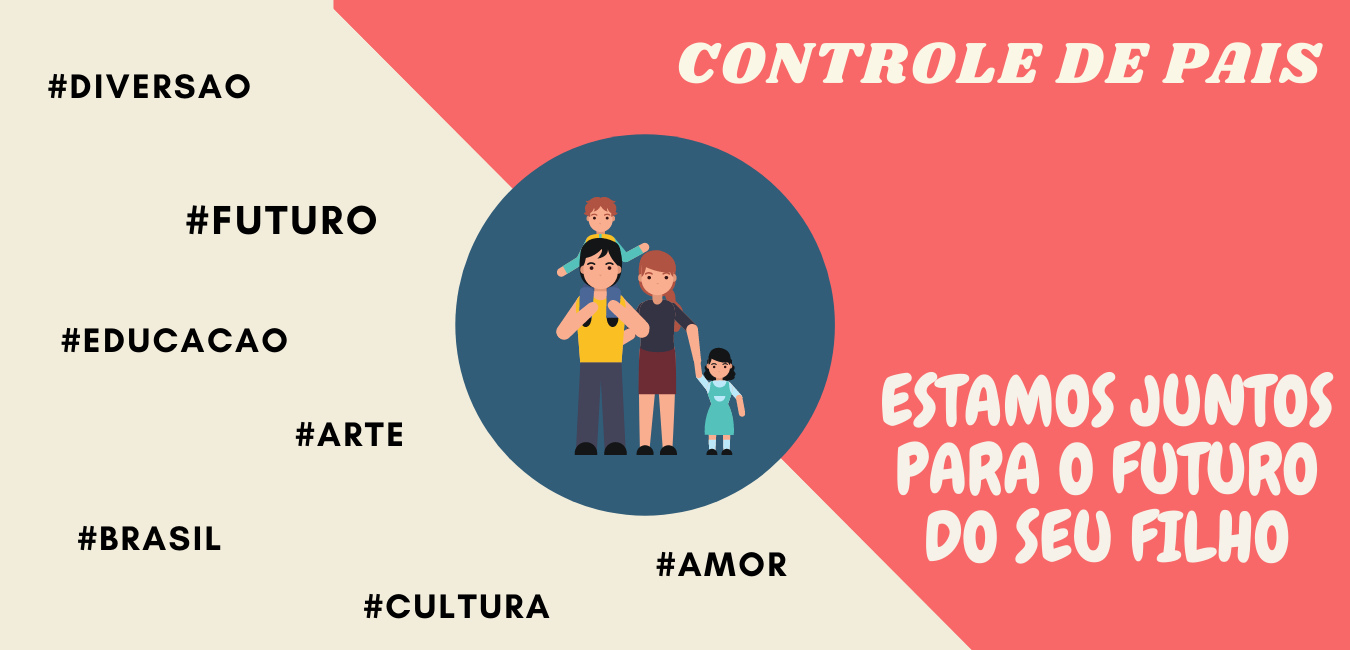 CONTROLE DE PAIS
#DIVERSAO
#FUTURO
#EDUCACAO
#ARTE
#BRASIL
#CULTURA
#AMOR
ESTAMOS JUNTOS
PARA O FUTURO
DO SEU FILHO